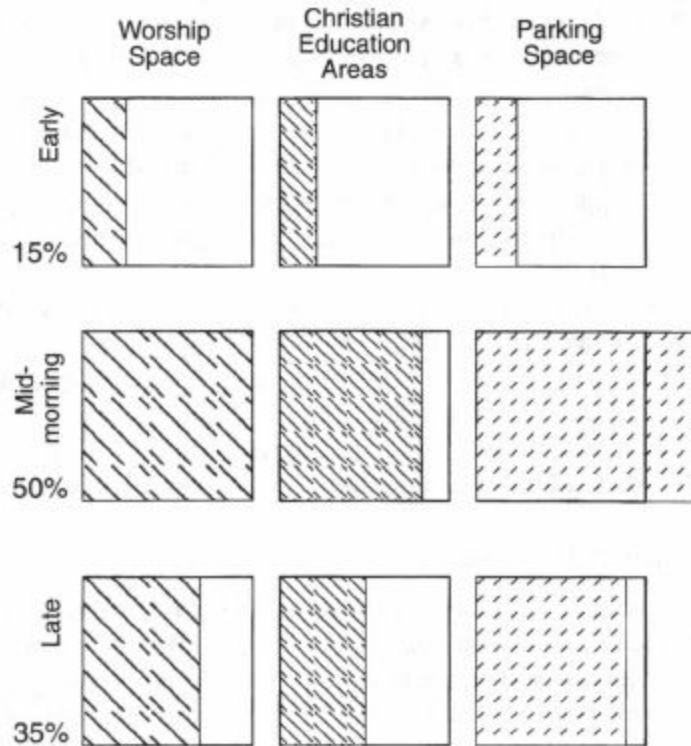 Worship
Space
Christian
Education
Areas
Parking
Space
Early
15%
Mid-
morning
50%
Late
35%